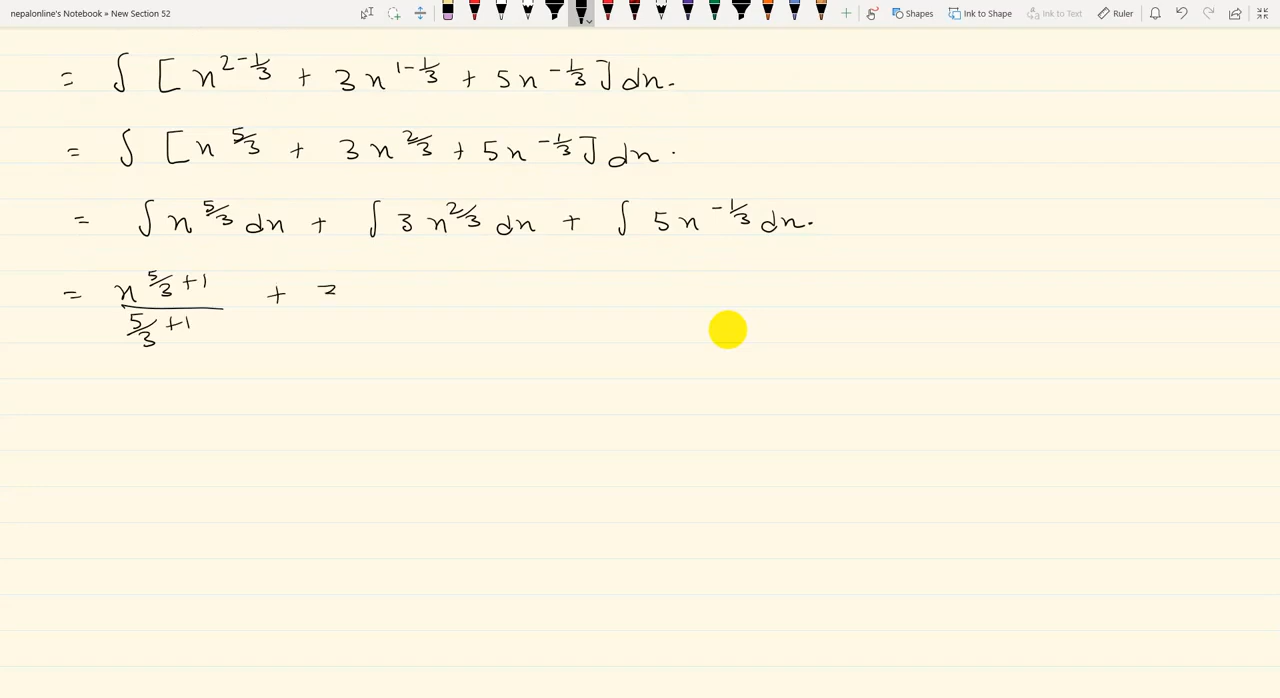 nepalonline's Notebook » New Section 52
Shapes Ink to Shape Ink to Text Ruler
= ∫ [ x^{2-1/3} + 3x^{1-1/3} + 5x^{-1/3} ] dx.
= ∫ [ x^{5/3} + 3x^{2/3} + 5x^{-1/3} ] dx.
= ∫ x^{5/3} dx + ∫ 3x^{2/3} dx + ∫ 5x^{-1/3} dx.
= \frac{x^{5/3+1}}{5/3+1} +